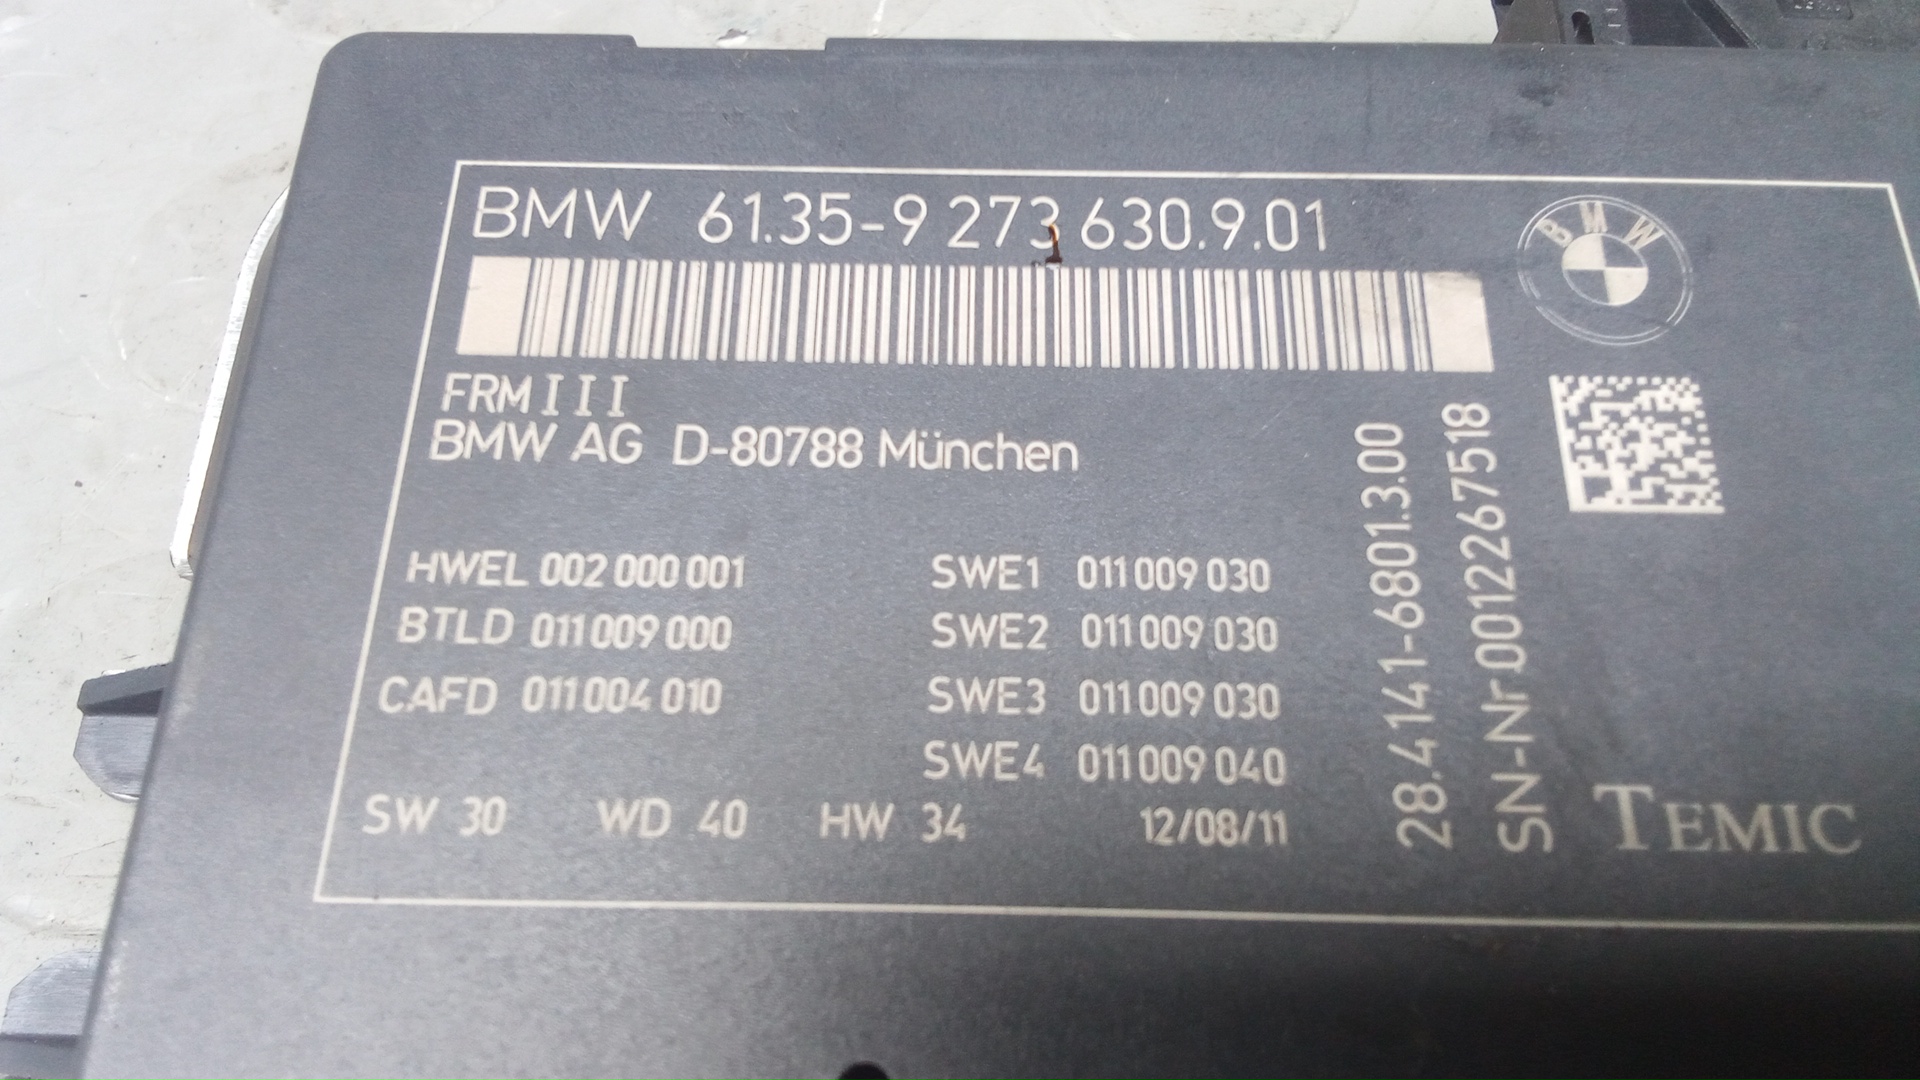 BMW 61.35-9 273 630.9.01
BMW
FRM III
BMW AG D-80788 München
HWEL 002 000 001 SWE1 011 009 030
BTLD 011 009 000 SWE2 011 009 030
CAFD 011 004 010 SWE3 011 009 030
SWE4 011 009 040
SW 30 WD 40 HW 34 12/08/11
28.4141-6801.3.00
SN-Nr 0012267518
TEMIC